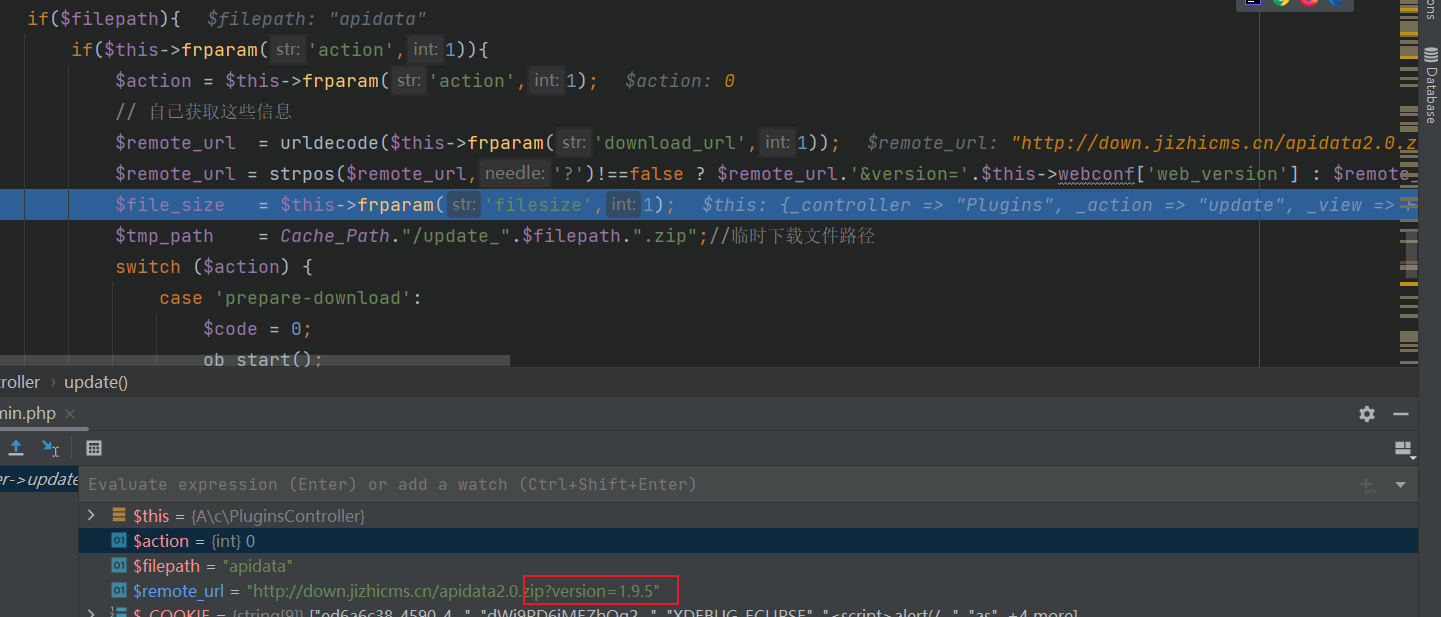 if($filepath){ $filepath: "apidata"
if($this->frparam( str: 'action', int: 1)){
$action = $this->frparam( str: 'action', int: 1); $action: 0
// 自己获取这些信息
$remote_url = urldecode($this->frparam( str: 'download_url', int: 1)); $remote_url: "http://down.jizhicms.cn/apidata2.0.z
$remote_url = strpos($remote_url, needle: '?')!==false ? $remote_url.'&version='.$this->webconf['web_version'] : $remote_
$file_size = $this->frparam( str: 'filesize', int: 1); $this: {_controller => "Plugins", _action => "update", _view =>
$tmp_path = Cache_Path."/update_".$filepath.".zip";//临时下载文件路径
switch ($action) {
case 'prepare-download':
$code = 0;
ob_start();
Database
roller › update()
min.php ×
er->update
Evaluate expression (Enter) or add a watch (Ctrl+Shift+Enter)
$this = {A\c\PluginsController}
$action = {int} 0
$filepath = "apidata"
$remote_url = "http://down.jizhicms.cn/apidata2.0.zip?version=1.9.5"
$_COOKIE = {string[9]} ["ed6a6c38-4590-4...", 
"XDEBUG_ECLIPSE", "<script>alert(/...", "as", +4 more]